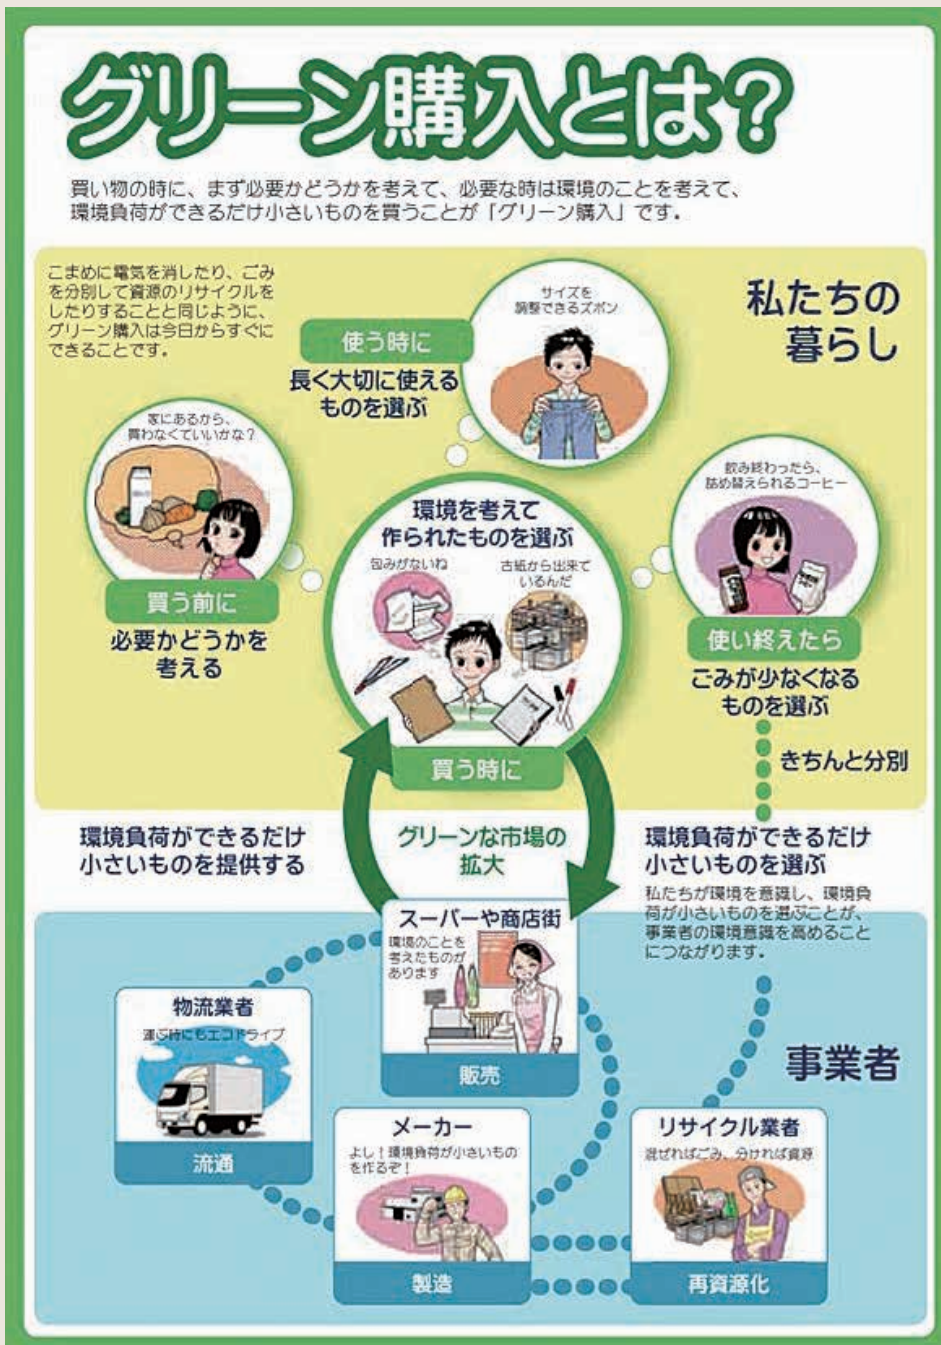 グリーン購入とは？
買い物の時に、まず必要かどうかを考えて、必要な時は環境のことを考えて、
環境負荷ができるだけ小さいものを買うことが「グリーン購入」です。
こまめに電気を消したり、ごみ
を分別して資源のリサイクルを
したりすることと同じように、
グリーン購入は今日からすぐに
できることです。
私たちの
暮らし
サイズを
調整できるズボン
使う時に
長く大切に使える
ものを選ぶ
家にあるから、
買わなくていいかな？
買う前に
必要かどうかを
考える
環境を考えて
作られたものを選ぶ
包みがないね
古紙から出来て
いるんだ
買う時に
飲み終わったら、
詰め替えられるコーヒー
使い終えたら
ごみが少なくなる
ものを選ぶ
きちんと分別
環境負荷ができるだけ
小さいものを提供する
グリーンな市場の
拡大
環境負荷ができるだけ
小さいものを選ぶ
私たちが環境を意識し、環境負
荷が小さいものを選ぶことが、
事業者の環境意識を高めること
につながります。
事業者
スーパーや商店街
環境のことを
考えたものが
あります
販売
物流業者
運ぶ時にもエコドライブ
流通
メーカー
よし！環境負荷が小さいもの
を作るぞ！
製造
リサイクル業者
混ぜればごみ、分ければ資源
再資源化